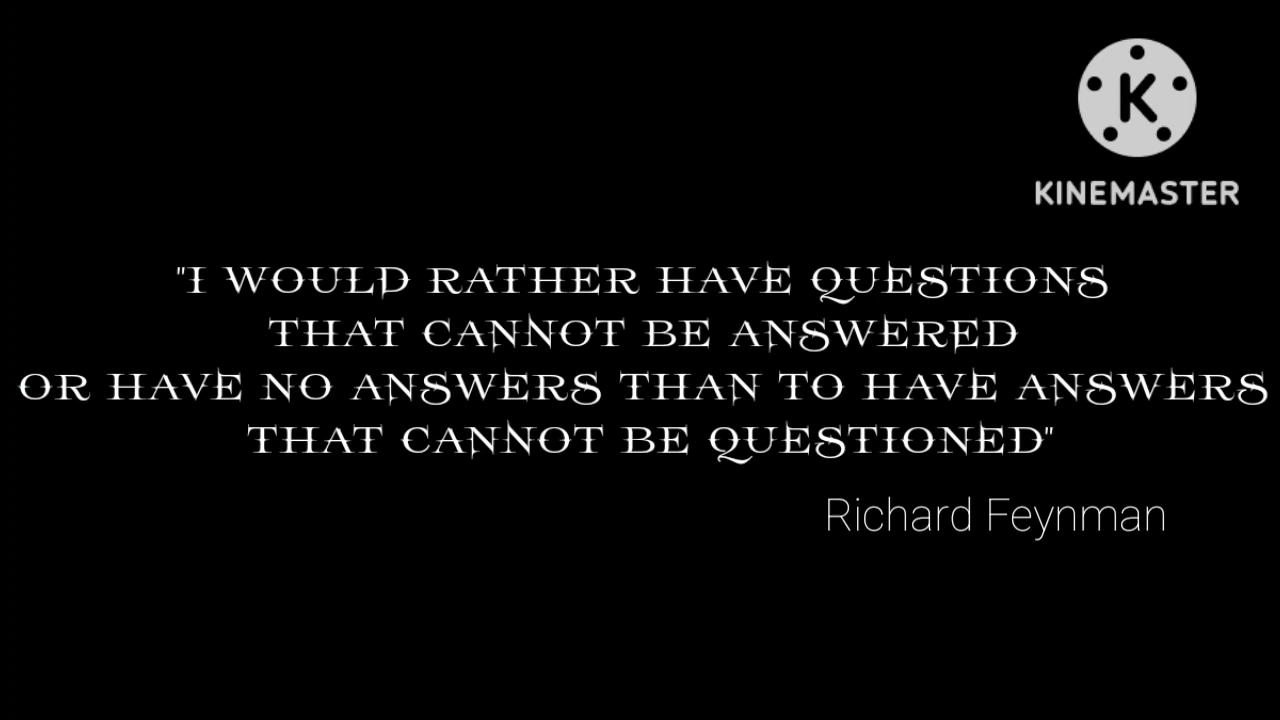 K
KINEMASTER
"I WOULD RATHER HAVE QUESTIONS
THAT CANNOT BE ANSWERED
OR HAVE NO ANSWERS THAN TO HAVE ANSWERS
THAT CANNOT BE QUESTIONED"
Richard Feynman